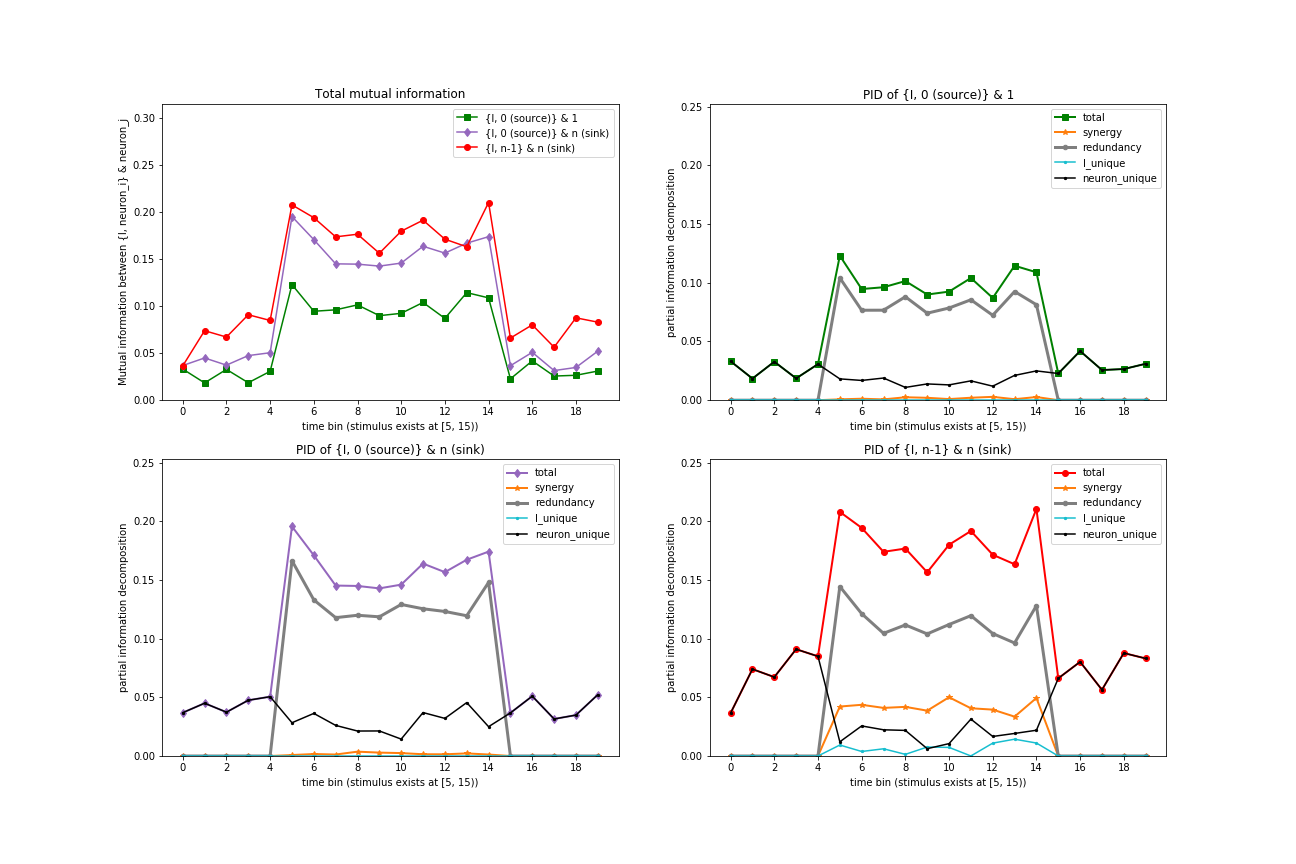 Total mutual information
Mutual information between {I, neuron_i} & neuron_j
0.30
0.25
0.20
0.15
0.10
0.05
0.00
{I, 0 (source)} & 1
{I, 0 (source)} & n (sink)
{I, n-1} & n (sink)
0 2 4 6 8 10 12 14 16 18
time bin (stimulus exists at [5, 15))
PID of {I, 0 (source)} & 1
partial information decomposition
0.25
0.20
0.15
0.10
0.05
0.00
total
synergy
redundancy
I_unique
neuron_unique
0 2 4 6 8 10 12 14 16 18
time bin (stimulus exists at [5, 15))
PID of {I, 0 (source)} & n (sink)
partial information decomposition
0.25
0.20
0.15
0.10
0.05
0.00
total
synergy
redundancy
I_unique
neuron_unique
0 2 4 6 8 10 12 14 16 18
time bin (stimulus exists at [5, 15))
PID of {I, n-1} & n (sink)
partial information decomposition
0.25
0.20
0.15
0.10
0.05
0.00
total
synergy
redundancy
I_unique
neuron_unique
0 2 4 6 8 10 12 14 16 18
time bin (stimulus exists at [5, 15))